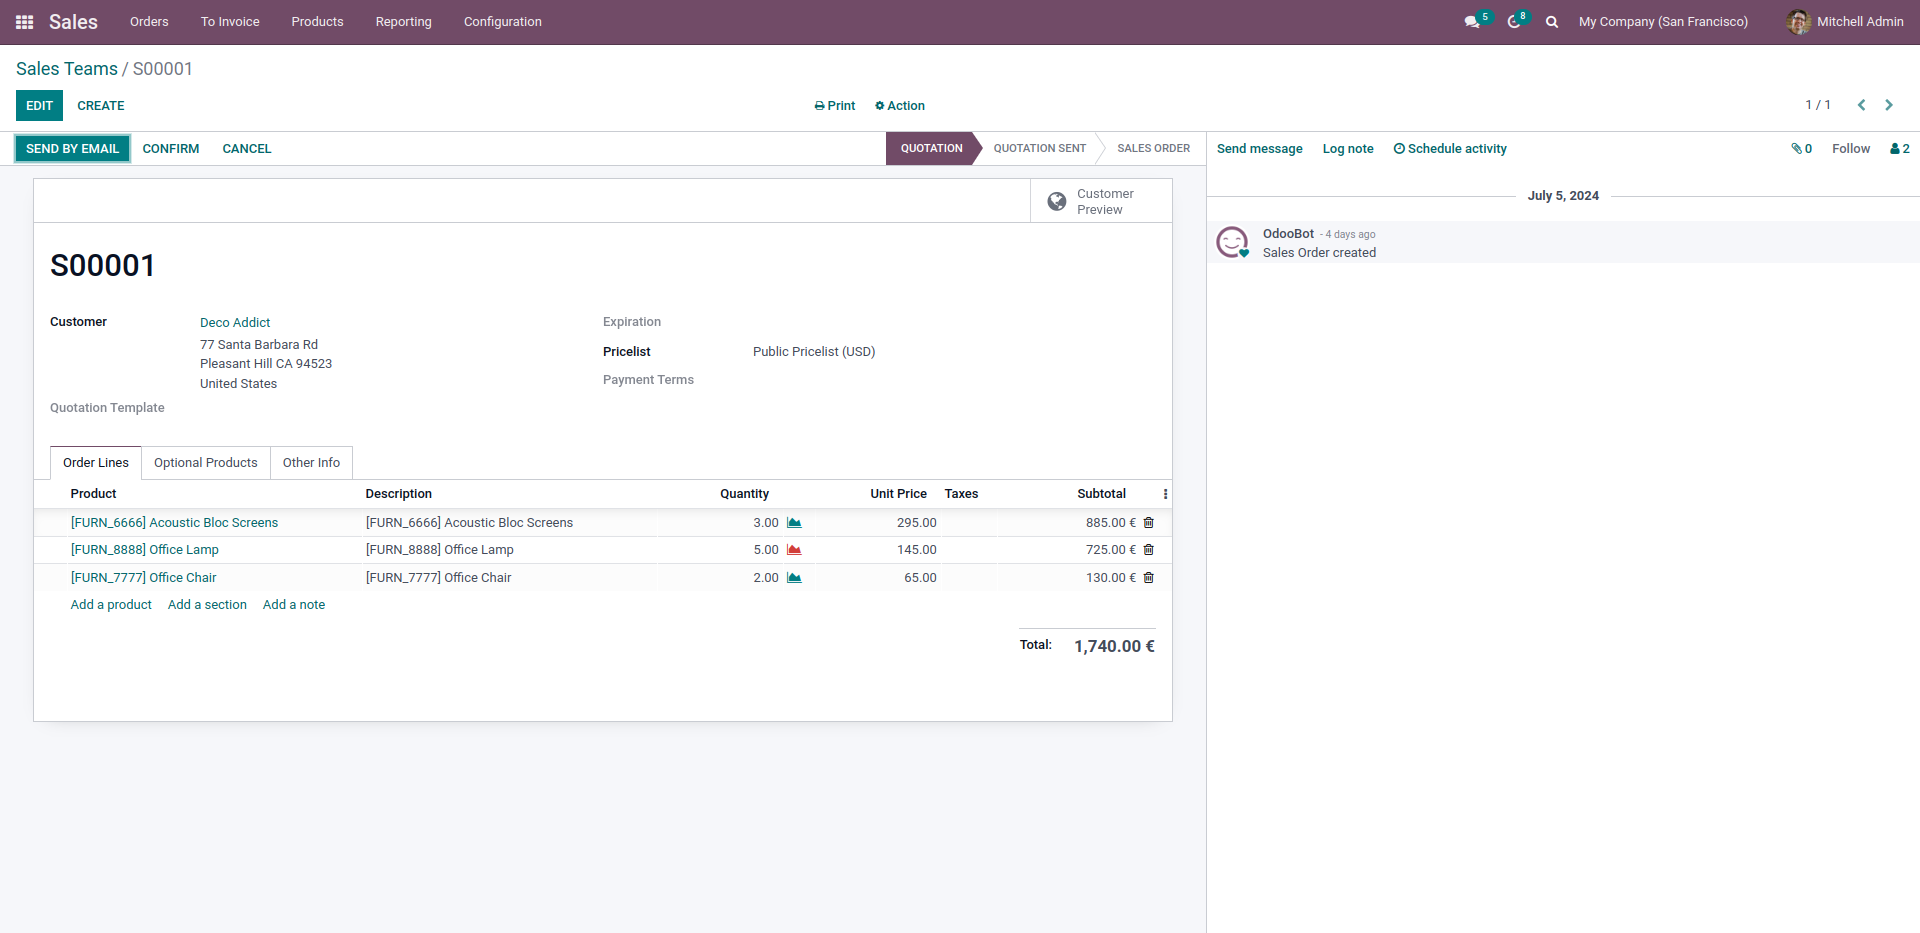 Sales Orders To Invoice Products Reporting Configuration 5 8 My Company (San Francisco) Mitchell Admin
Sales Teams / S00001
EDIT CREATE Print Action 1 / 1
SEND BY EMAIL CONFIRM CANCEL QUOTATION QUOTATION SENT SALES ORDER Send message Log note Schedule activity 0 Follow 2
Customer
Preview
July 5, 2024
OdooBot - 4 days ago
Sales Order created
S00001
Customer Deco Addict
77 Santa Barbara Rd
Pleasant Hill CA 94523
United States
Quotation Template
Expiration
Pricelist Public Pricelist (USD)
Payment Terms
Order Lines Optional Products Other Info
Product Description Quantity Unit Price Taxes Subtotal
[FURN_6666] Acoustic Bloc Screens [FURN_6666] Acoustic Bloc Screens 3.00 295.00 885.00 €
[FURN_8888] Office Lamp [FURN_8888] Office Lamp 5.00 145.00 725.00 €
[FURN_7777] Office Chair [FURN_7777] Office Chair 2.00 65.00 130.00 €
Add a product Add a section Add a note
Total: 1,740.00 €